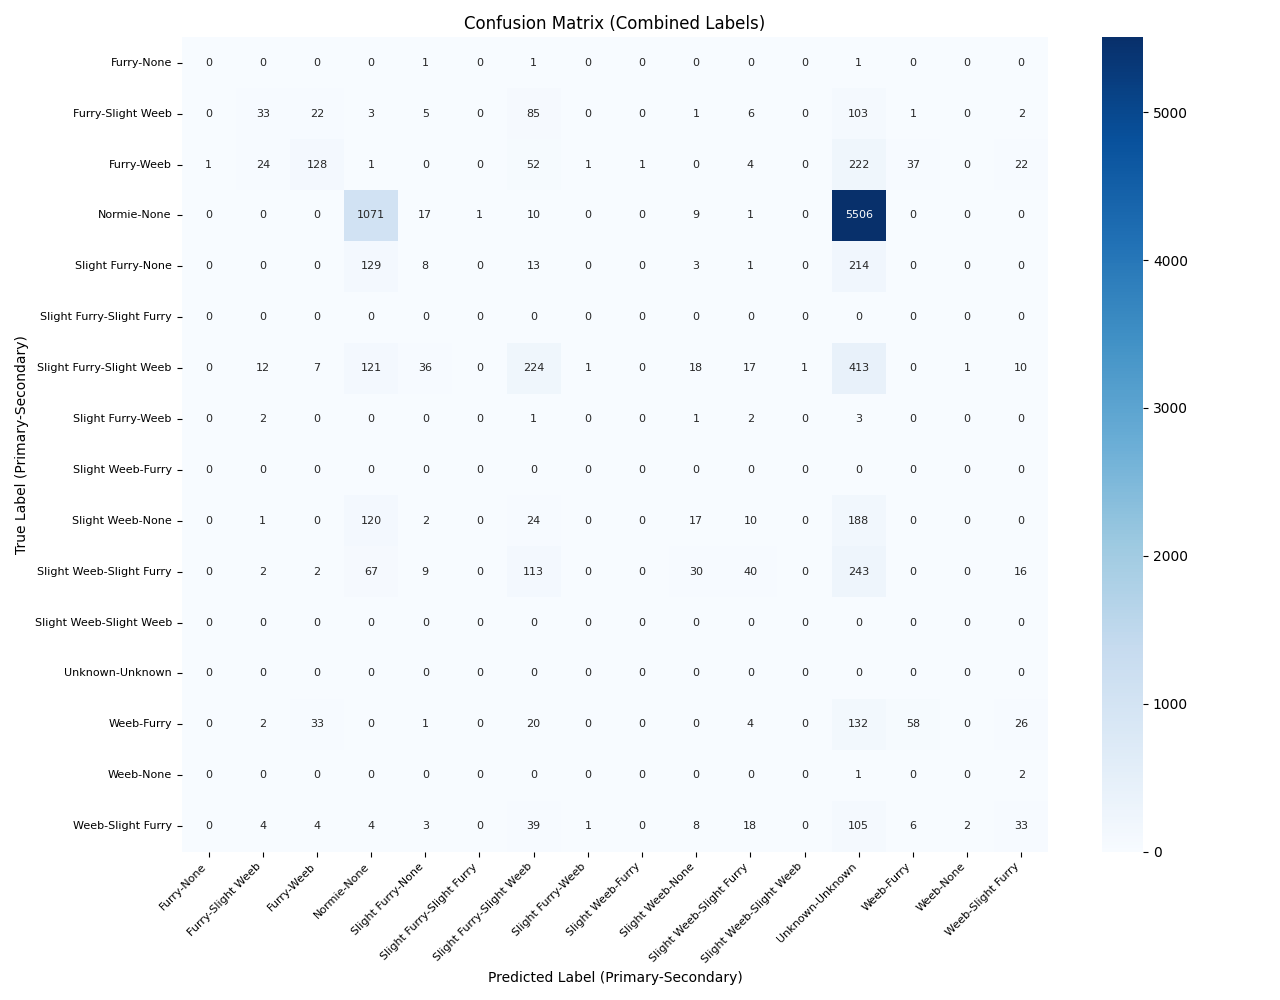 Confusion Matrix (Combined Labels)
Furry-None 0 0 0 0 1 0 1 0 0 0 0 0 1 0 0 0
Furry-Slight Weeb 0 33 22 3 5 0 85 0 0 1 6 0 103 1 0 2
Furry-Weeb 1 24 128 1 0 0 52 1 1 0 4 0 222 37 0 22
Normie-None 0 0 0 1071 17 1 10 0 0 9 1 0 5506 0 0 0
Slight Furry-None 0 0 0 129 8 0 13 0 0 3 1 0 214 0 0 0
Slight Furry-Slight Furry 0 0 0 0 0 0 0 0 0 0 0 0 0 0 0 0
Slight Furry-Slight Weeb 0 12 7 121 36 0 224 1 0 18 17 1 413 0 1 10
Slight Furry-Weeb 0 2 0 0 0 0 1 0 0 1 2 0 3 0 0 0
Slight Weeb-Furry 0 0 0 0 0 0 0 0 0 0 0 0 0 0 0 0
Slight Weeb-None 0 1 0 120 2 0 24 0 0 17 10 0 188 0 0 0
Slight Weeb-Slight Furry 0 2 2 67 9 0 113 0 0 30 40 0 243 0 0 16
Slight Weeb-Slight Weeb 0 0 0 0 0 0 0 0 0 0 0 0 0 0 0 0
Unknown-Unknown 0 0 0 0 0 0 0 0 0 0 0 0 0 0 0 0
Weeb-Furry 0 2 33 0 1 0 20 0 0 0 4 0 132 58 0 26
Weeb-None 0 0 0 0 0 0 0 0 0 0 0 0 1 0 0 2
Weeb-Slight Furry 0 4 4 4 3 0 39 1 0 8 18 0 105 6 2 33
True Label (Primary-Secondary)
Furry-None
Furry-Slight Weeb
Furry-Weeb
Normie-None
Slight Furry-None
Slight Furry-Slight Furry
Slight Furry-Slight Weeb
Slight Furry-Weeb
Slight Weeb-Furry
Slight Weeb-None
Slight Weeb-Slight Furry
Slight Weeb-Slight Weeb
Unknown-Unknown
Weeb-Furry
Weeb-None
Weeb-Slight Furry
Predicted Label (Primary-Secondary)
5000
4000
3000
2000
1000
0